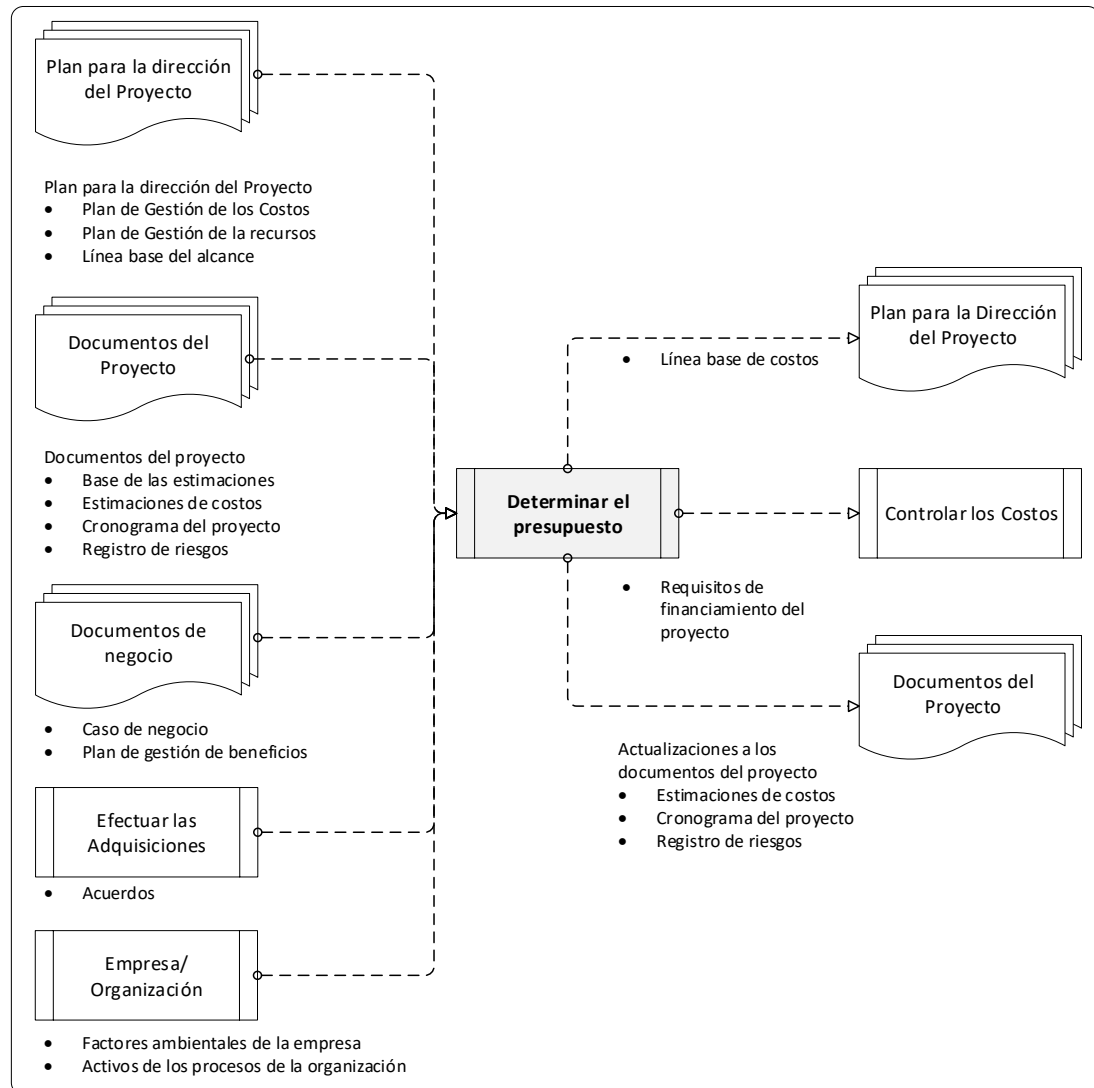 Plan para la dirección
del Proyecto
Plan para la dirección del Proyecto
• Plan de Gestión de los Costos
• Plan de Gestión de la recursos
• Línea base del alcance
Documentos del
Proyecto
Documentos del proyecto
• Base de las estimaciones
• Estimaciones de costos
• Cronograma del proyecto
• Registro de riesgos
Documentos de
negocio
• Caso de negocio
• Plan de gestión de beneficios
Efectuar las
Adquisiciones
• Acuerdos
Empresa/
Organización
• Factores ambientales de la empresa
• Activos de los procesos de la organización
Determinar el
presupuesto
• Línea base de costos
Plan para la Dirección
del Proyecto
Controlar los Costos
• Requisitos de
financiamiento del
proyecto
Documentos del
Proyecto
Actualizaciones a los
documentos del proyecto
• Estimaciones de costos
• Cronograma del proyecto
• Registro de riesgos